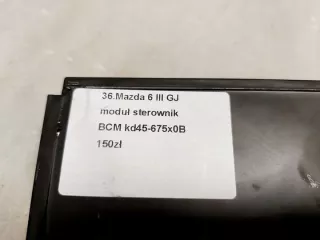 36.Mazda 6 III GJ
moduł sterownik
BCM kd45-675x0B
150zł